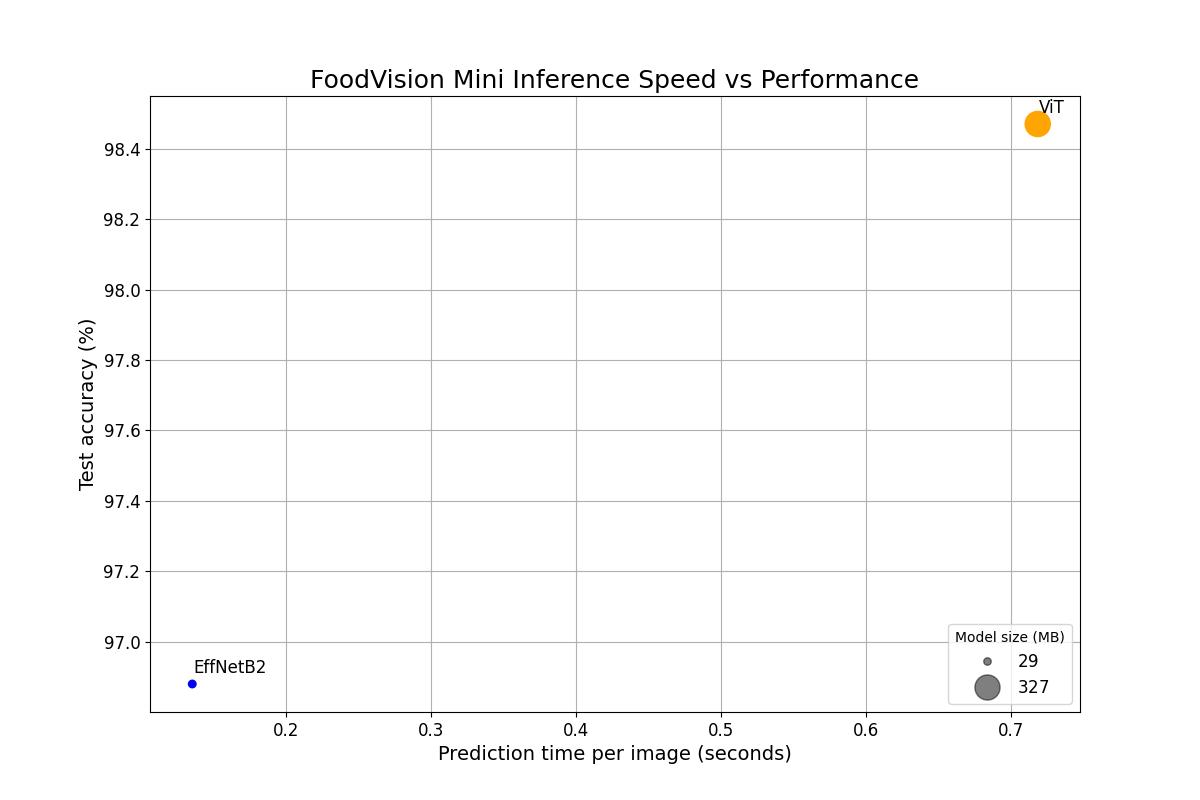 FoodVision Mini Inference Speed vs Performance
ViT
98.4
98.2
98.0
97.8
97.6
97.4
97.2
97.0
Test accuracy (%)
EffNetB2
Model size (MB)
29
327
0.2 0.3 0.4 0.5 0.6 0.7
Prediction time per image (seconds)